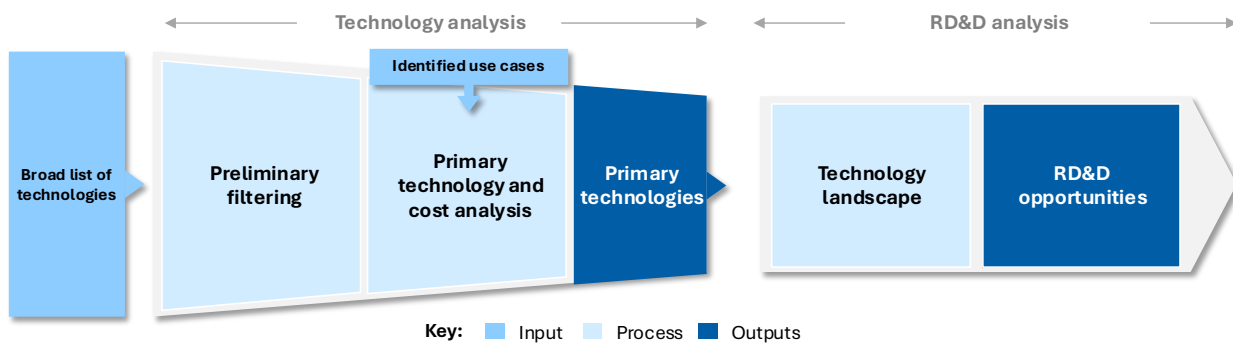 Technology analysis
RD&D analysis
Identified use cases
Broad list of
technologies
Preliminary
filtering
Primary
technology and
cost analysis
Primary
technologies
Technology
landscape
RD&D
opportunities
Key: Input Process Outputs